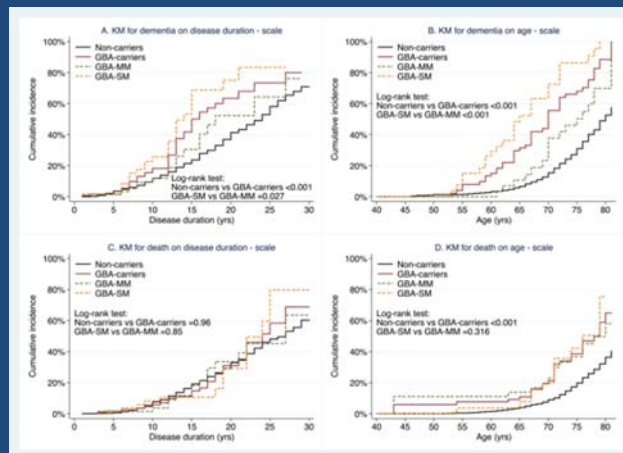 A. KM for dementia on disease duration - scale
Cumulative incidence
100%
80%
60%
40%
20%
0%
Non-carriers
GBA-carriers
GBA-MM
GBA-SM
Log-rank test:
Non-carriers vs GBA-carriers <0.001
GBA-SM vs GBA-MM =0.027
0 5 10 15 20 25 30
Disease duration (yrs)
B. KM for dementia on age - scale
Cumulative incidence
100%
80%
60%
40%
20%
0%
Non-carriers
GBA-carriers
GBA-MM
GBA-SM
Log-rank test:
Non-carriers vs GBA-carriers <0.001
GBA-SM vs GBA-MM <0.001
40 45 50 55 60 65 70 75 80
Age (yrs)
C. KM for death on disease duration - scale
Cumulative incidence
100%
80%
60%
40%
20%
0%
Non-carriers
GBA-carriers
GBA-MM
GBA-SM
Log-rank test:
Non-carriers vs GBA-carriers =0.96
GBA-SM vs GBA-MM =0.85
0 5 10 15 20 25 30
Disease duration (yrs)
D. KM for death on age - scale
Cumulative incidence
100%
80%
60%
40%
20%
0%
Non-carriers
GBA-carriers
GBA-MM
GBA-SM
Log-rank test:
Non-carriers vs GBA-carriers <0.001
GBA-SM vs GBA-MM =0.316
40 45 50 55 60 65 70 75 80
Age (yrs)